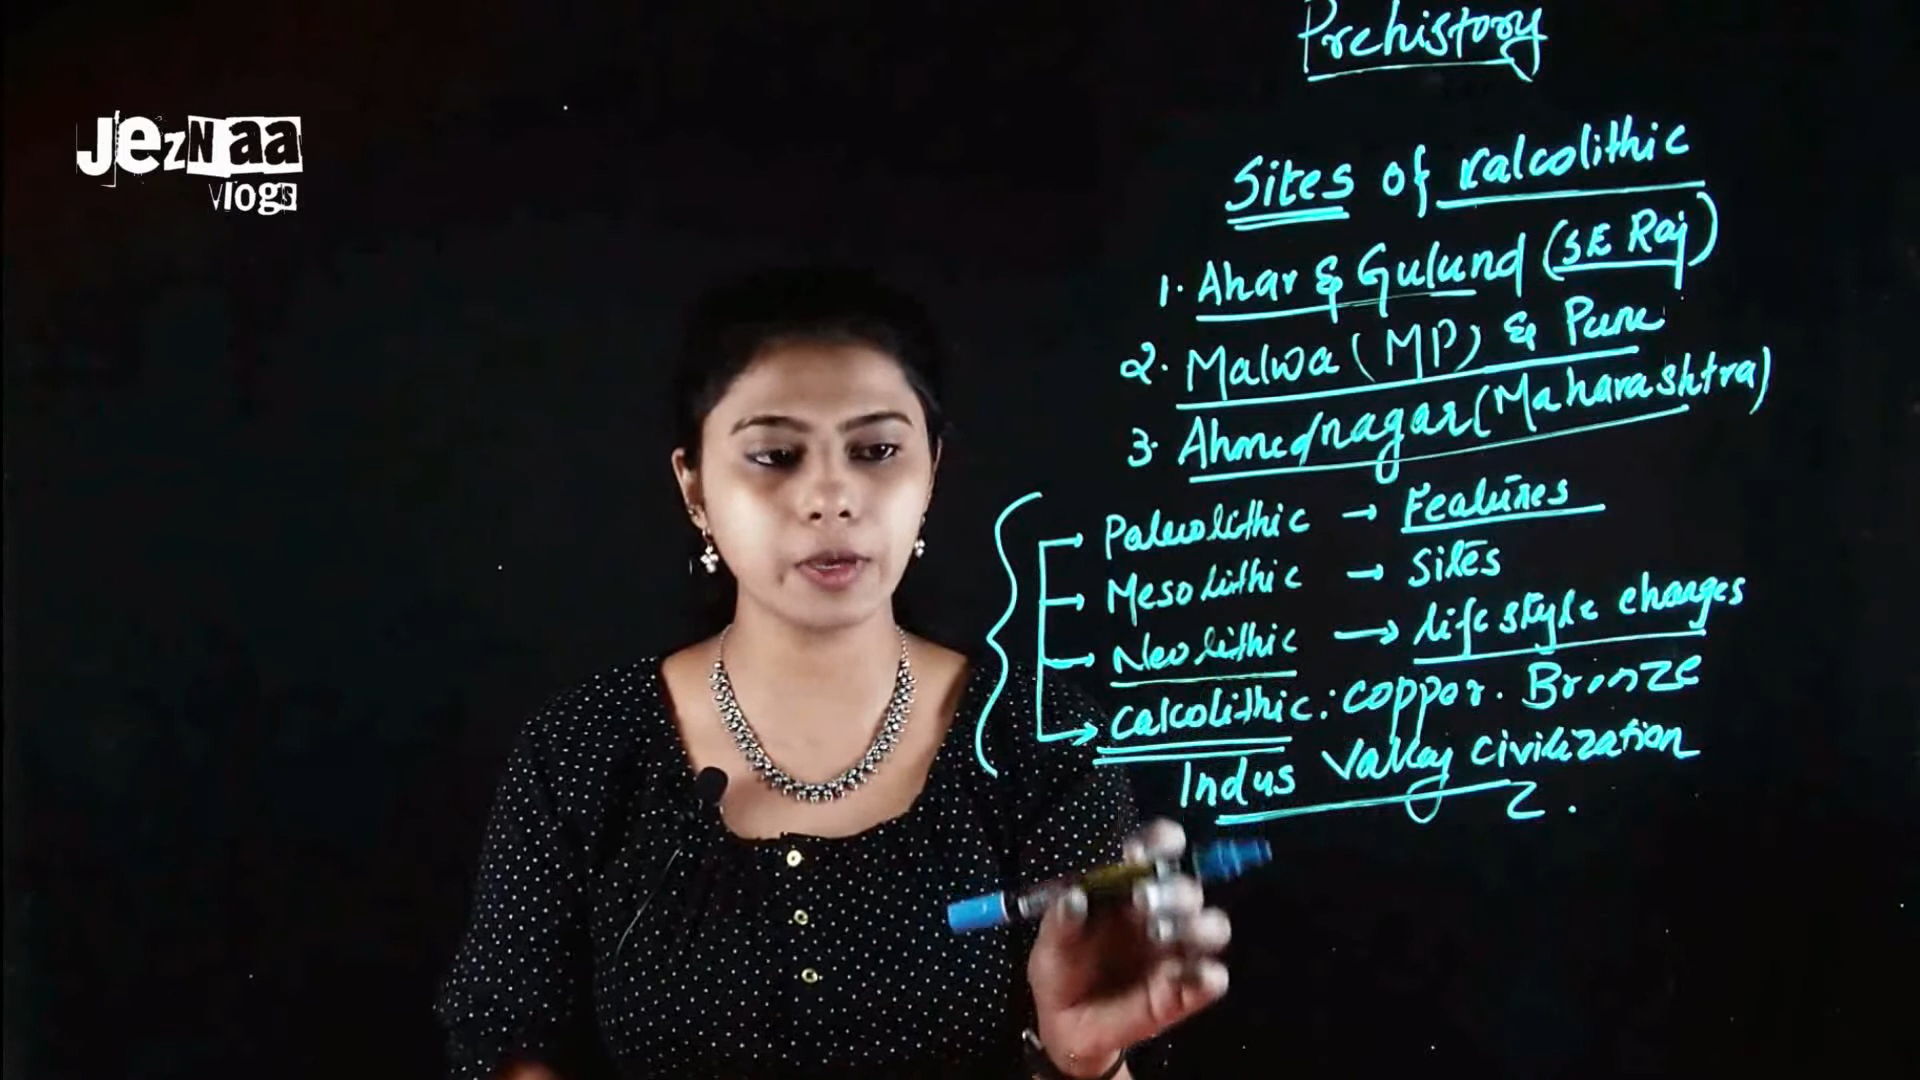 JEZNaa
vlogs
Prehistory
Sites of kalcolithic
1. Ahar & Gulund (SE Raj)
2. Malwa (MP) & Pune
3. Ahmednagar (Maharashtra)
Paleolithic → Features
Mesolithic → Sites
Neolithic → life style changes
calcolithic: copper. Bronze
Indus Valley civilization